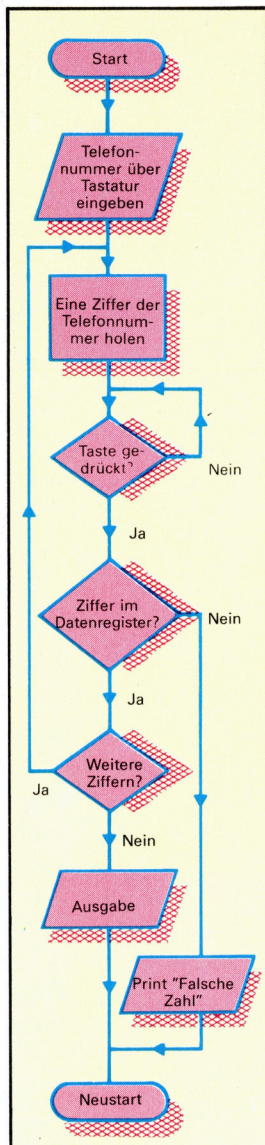 Start
Telefon-
nummer über
Tastatur
eingeben
Eine Ziffer der
Telefonnum-
mer holen
Taste ge-
drückt?
Nein
Ja
Ziffer im
Datenregister?
Nein
Ja
Weitere
Ziffern?
Ja
Nein
Ausgabe
Print "Falsche
Zahl"
Neustart